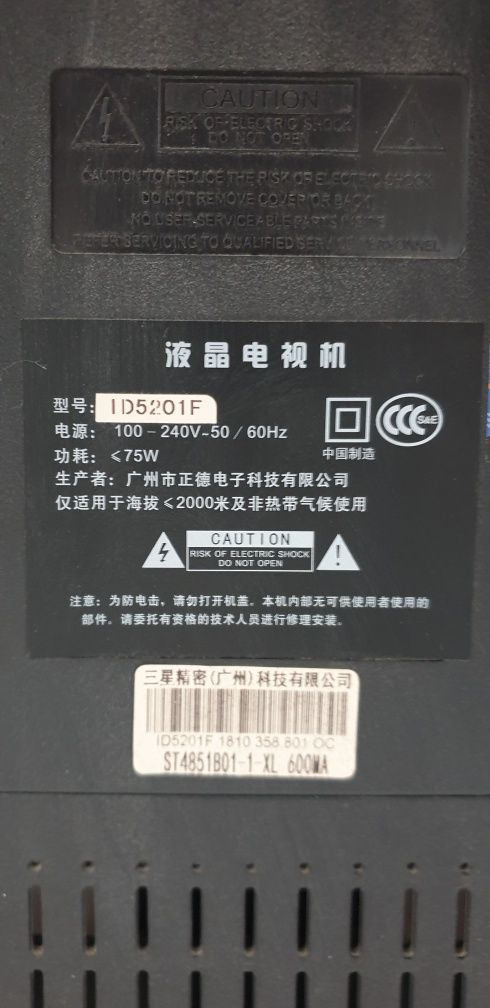 CAUTION
RISK OF ELECTRIC SHOCK
DO NOT OPEN
CAUTION TO REDUCE THE RISK OF ELECTRIC SHOCK
DO NOT REMOVE COVER OR BACK
NO USER-SERVICEABLE PARTS INSIDE
REFER SERVICING TO QUALIFIED SERVICE PERSONNEL
液晶电视机
型号: ID5201F
电源: 100-240V~50/60Hz
功耗: ≤75W
中国制造
S&E
生产者: 广州市正德电子科技有限公司
仅适用于海拔≤2000米及非热带气候使用
CAUTION
RISK OF ELECTRIC SHOCK
DO NOT OPEN
注意: 为防电击，请勿打开机盖。本机内部无可供使用者使用的
部件。请委托有资格的技术人员进行修理安装。
三星精密(广州)科技有限公司
ID5201F 1810 358 801 OC
ST4851B01-1-XL 600MA